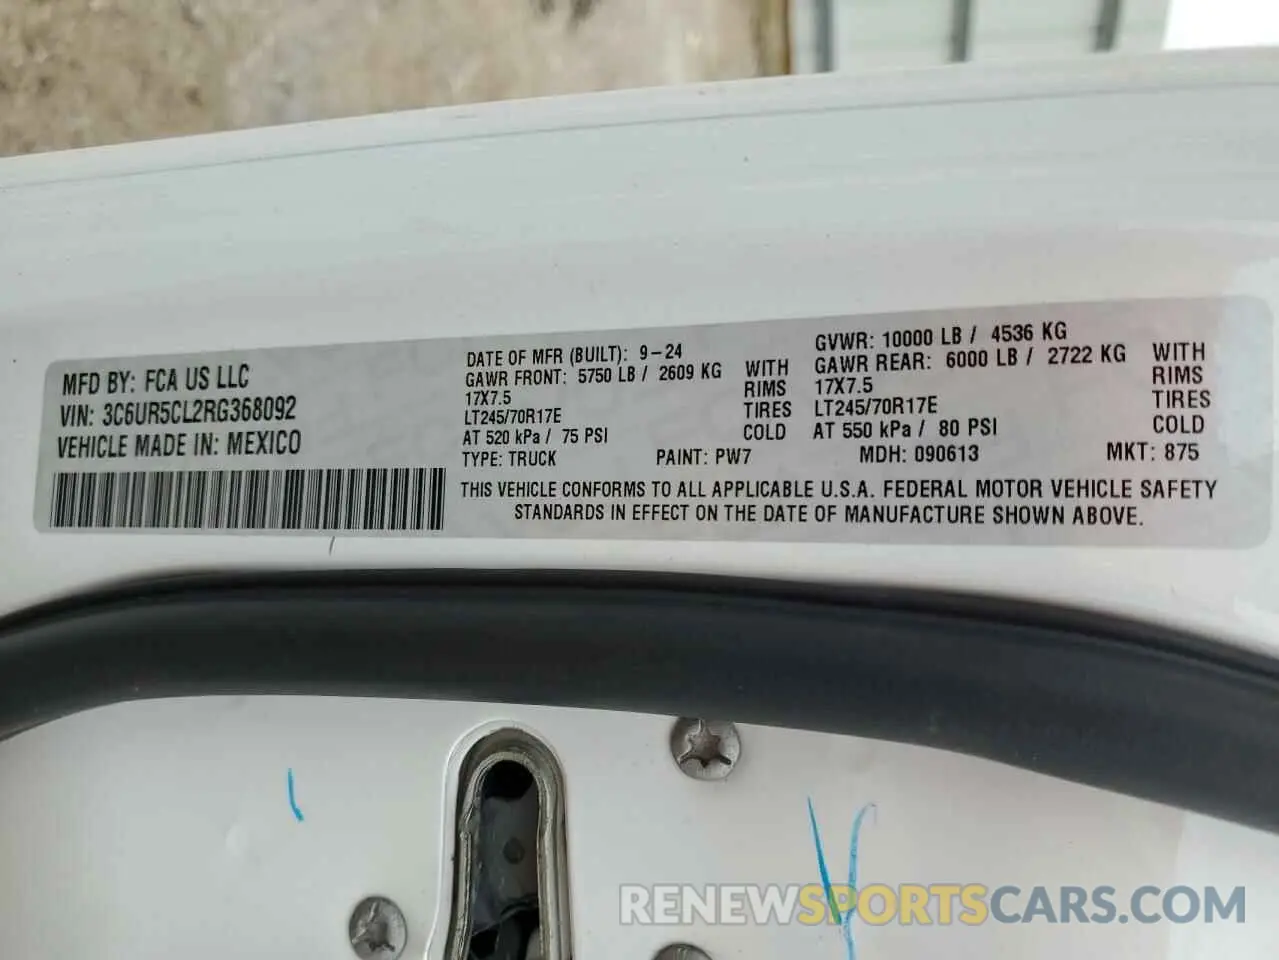 MFD BY: FCA US LLC
VIN: 3C6UR5CL2RG368092
VEHICLE MADE IN: MEXICO
DATE OF MFR (BUILT): 9-24
GAWR FRONT: 5750 LB / 2609 KG WITH
17X7.5 RIMS
LT245/70R17E TIRES
AT 520 kPa / 75 PSI COLD
GVWR: 10000 LB / 4536 KG
GAWR REAR: 6000 LB / 2722 KG WITH
17X7.5 RIMS
LT245/70R17E TIRES
AT 550 kPa / 80 PSI COLD
TYPE: TRUCK PAINT: PW7 MDH: 090613 MKT: 875
THIS VEHICLE CONFORMS TO ALL APPLICABLE U.S.A. FEDERAL MOTOR VEHICLE SAFETY
STANDARDS IN EFFECT ON THE DATE OF MANUFACTURE SHOWN ABOVE.
RENEWSPORTSCARS.COM